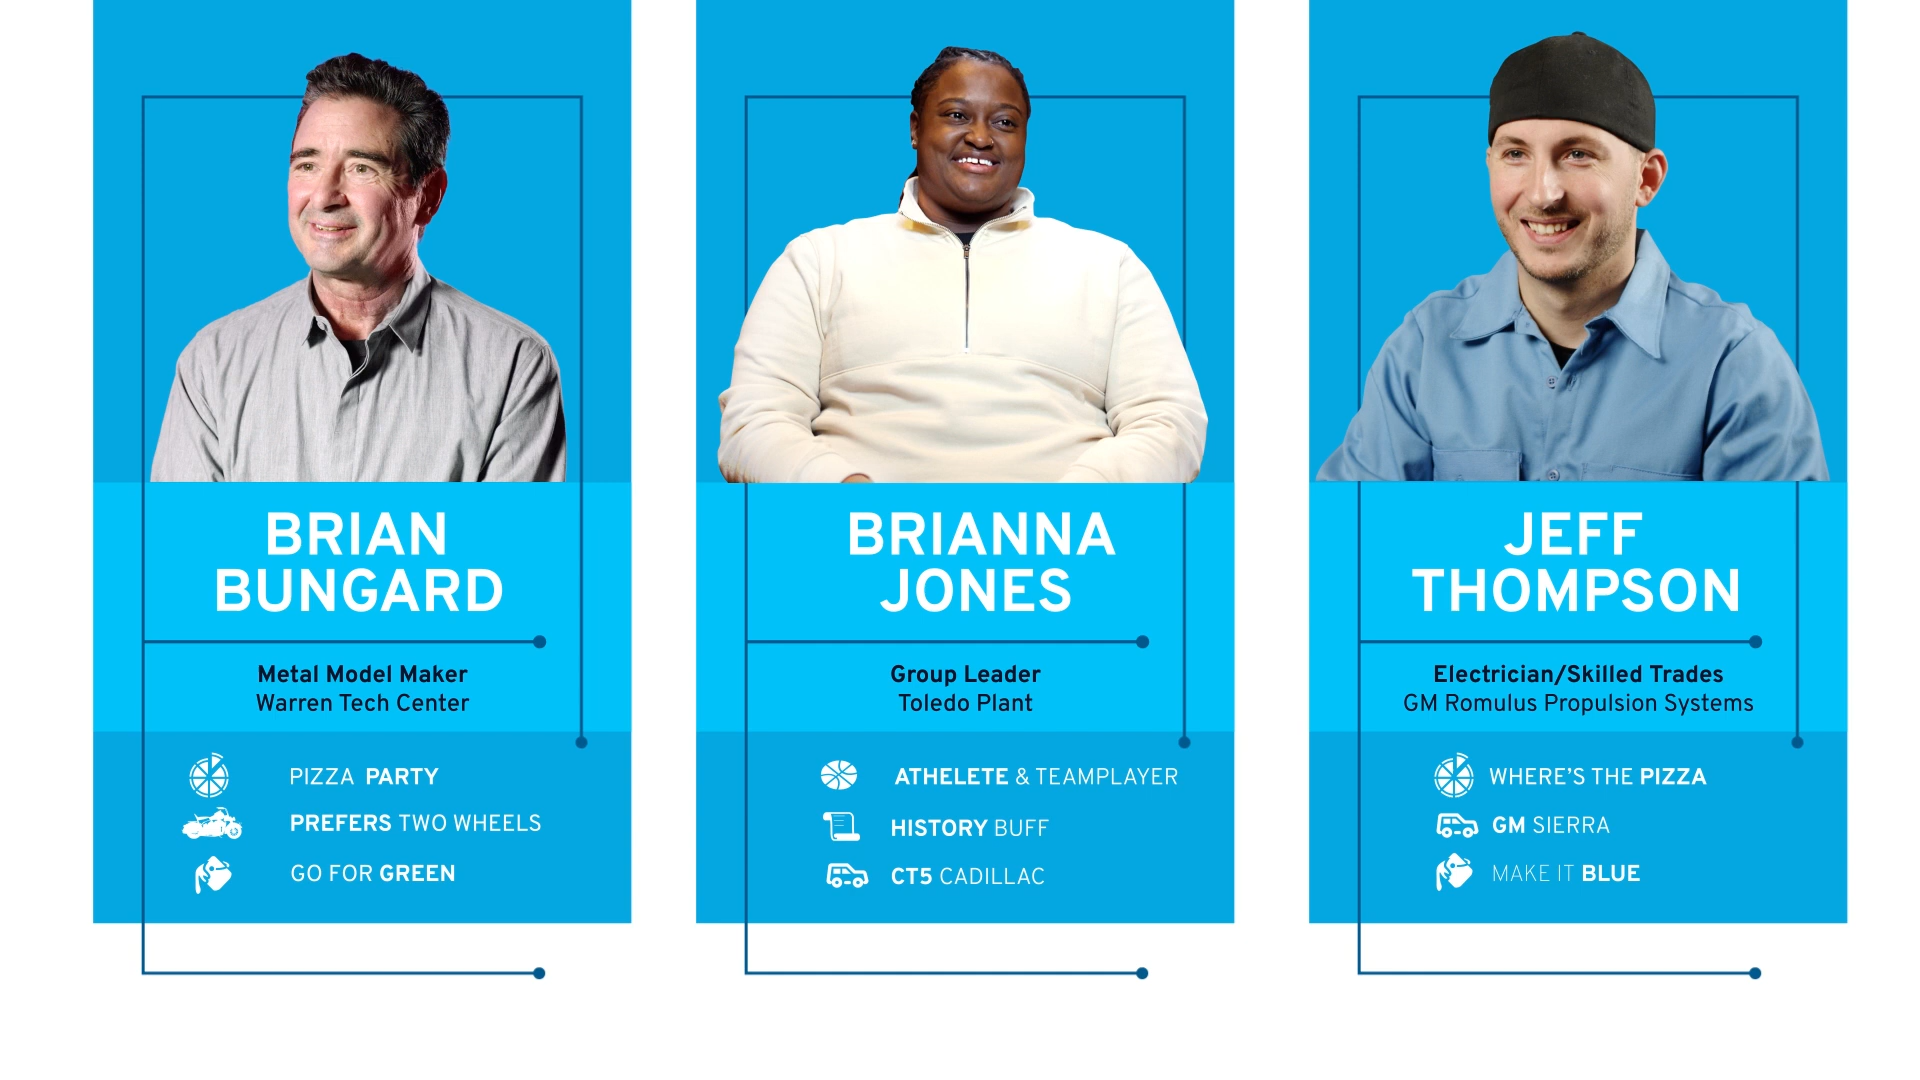 BRIAN
BUNGARD
Metal Model Maker
Warren Tech Center
PIZZA PARTY
PREFERS TWO WHEELS
GO FOR GREEN
BRIANNA
JONES
Group Leader
Toledo Plant
ATHELETE & TEAMPLAYER
HISTORY BUFF
CT5 CADILLAC
JEFF
THOMPSON
Electrician/Skilled Trades
GM Romulus Propulsion Systems
WHERE'S THE PIZZA
GM SIERRA
MAKE IT BLUE